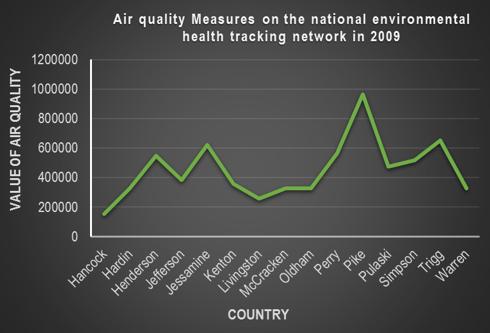 Air quality Measures on the national environmental
health tracking network in 2009
VALUE OF AIR QUALITY
1200000
1000000
800000
600000
400000
200000
0
Hancock
Hardin
Henderson
Jefferson
Jessamine
Kenton
Livingston
McCracken
Oldham
Perry
Pike
Pulaski
Simpson
Trigg
Warren
COUNTRY